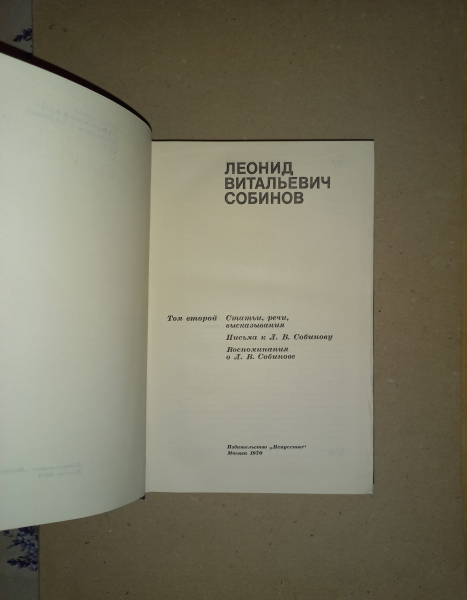 ЛЕОНИД
ВИТАЛЬЕВИЧ
СОБИНОВ
Том второй Статьи, речи,
высказывания
Письма к Л. В. Собинову
Воспоминания
о Л. В. Собинове
Издательство „Искусство“
Москва 1970